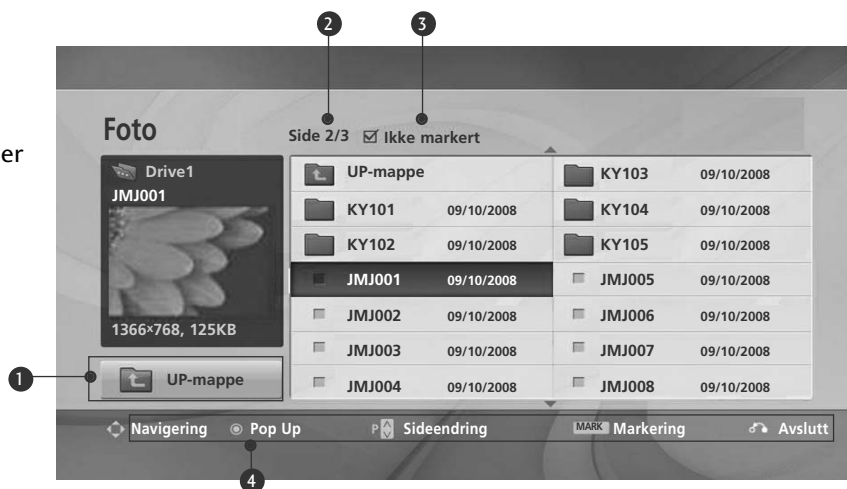 2 3
Foto
Side 2/3 Ikke markert
er
Drive1
JMJ001
1366×768, 125KB
1
UP-mappe
UP-mappe
KY101 09/10/2008
KY102 09/10/2008
JMJ001 09/10/2008
JMJ002 09/10/2008
JMJ003 09/10/2008
JMJ004 09/10/2008
KY103 09/10/2008
KY104 09/10/2008
KY105 09/10/2008
JMJ005 09/10/2008
JMJ006 09/10/2008
JMJ007 09/10/2008
JMJ008 09/10/2008
Navigering Pop Up P Sideendring MARK Markering Avslutt
4